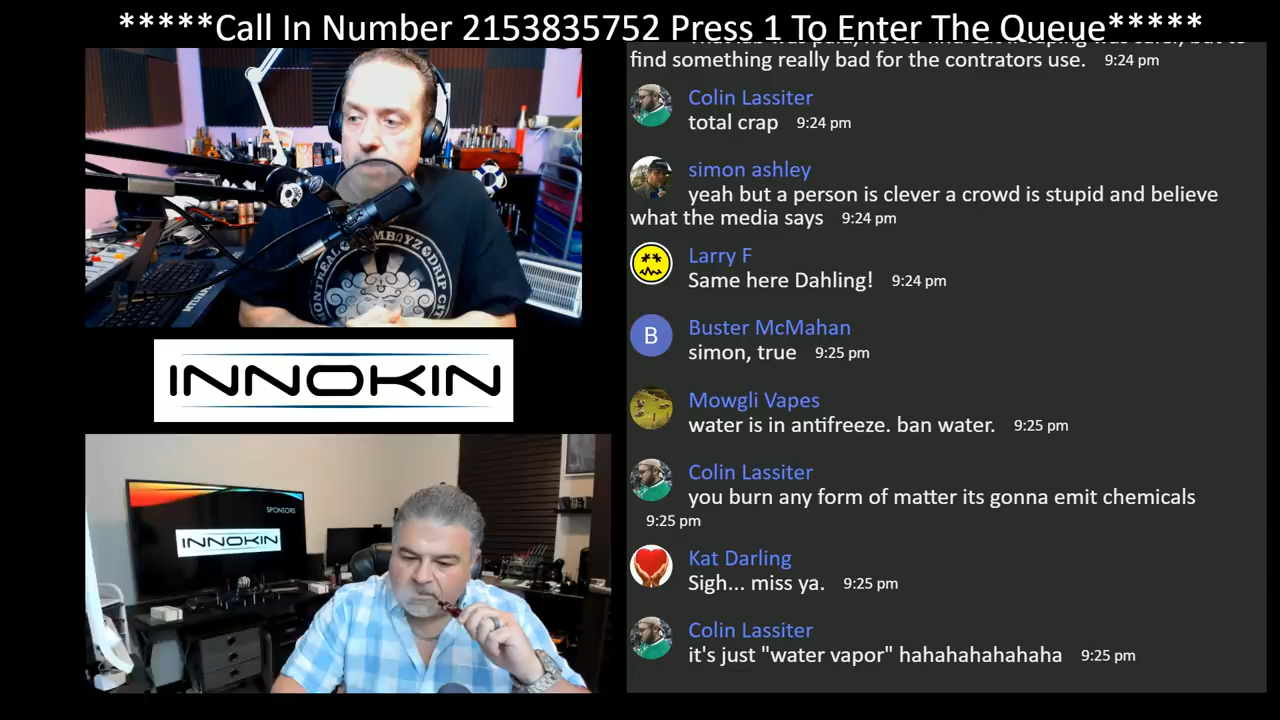 *****Call In Number 2153835752 Press 1 To Enter The Queue*****
find something really bad for the contrators use. 9:24 pm
Colin Lassiter
total crap 9:24 pm
simon ashley
yeah but a person is clever a crowd is stupid and believe
what the media says 9:24 pm
Larry F
Same here Dahling! 9:24 pm
B
Buster McMahan
simon, true 9:25 pm
Mowgli Vapes
water is in antifreeze. ban water. 9:25 pm
Colin Lassiter
you burn any form of matter its gonna emit chemicals
9:25 pm
Kat Darling
Sigh... miss ya. 9:25 pm
Colin Lassiter
it's just "water vapor" hahahahahahaha 9:25 pm
MONTREAL
DRIP CITY
INNOKIN
SPONSORS
INNOKIN